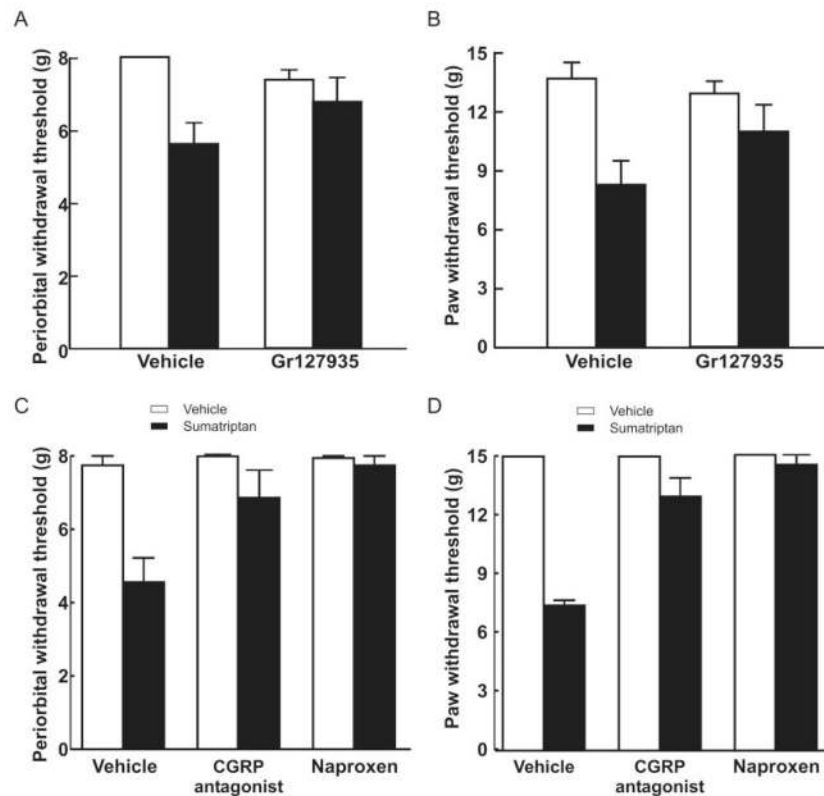 A
Periorbital withdrawal threshold (g)
8
6
4
2
0
Vehicle
Gr127935
B
Paw withdrawal threshold (g)
15
12
9
6
3
0
Vehicle
Gr127935
C
Vehicle
Sumatriptan
Periorbital withdrawal threshold (g)
8
6
4
2
0
Vehicle
CGRP
antagonist
Naproxen
D
Vehicle
Sumatriptan
Paw withdrawal threshold (g)
15
12
9
6
3
0
Vehicle
CGRP
antagonist
Naproxen